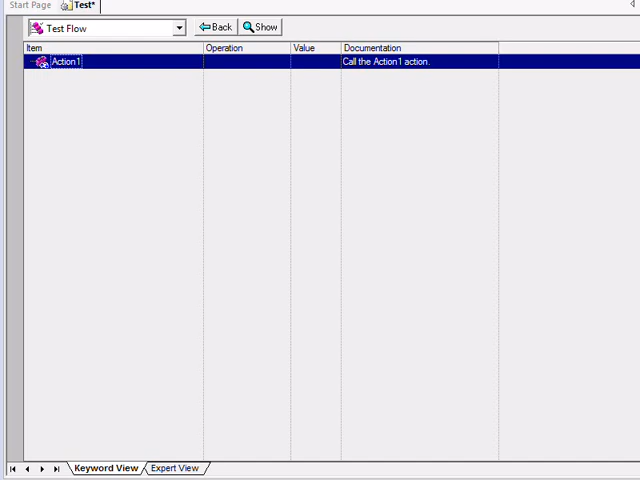 Start Page Test*
Test Flow Back Show
Item Operation Value Documentation
Action1 Call the Action1 action.
Keyword View Expert View